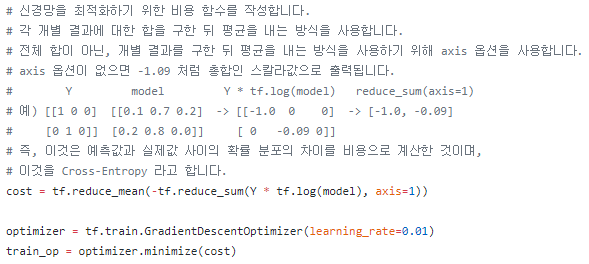 # 신경망을 최적화하기 위한 비용 함수를 작성합니다.
# 각 개별 결과에 대한 합을 구한 뒤 평균을 내는 방식을 사용합니다.
# 전체 합이 아닌, 개별 결과를 구한 뒤 평균을 내는 방식을 사용하기 위해 axis 옵션을 사용합니다.
# axis 옵션이 없으면 -1.09 처럼 총합인 스칼라값으로 출력됩니다.
#        Y         model         Y * tf.log(model)   reduce_sum(axis=1)
# 예) [[1 0 0]  [[0.1 0.7 0.2]  -> [[-1.0  0    0]   -> [-1.0, -0.09]
#     [0 1 0]]  [0.2 0.8 0.0]]     [ 0   -0.09 0]]
# 즉, 이것은 예측값과 실제값 사이의 확률 분포의 차이를 비용으로 계산한 것이며,
# 이것을 Cross-Entropy 라고 합니다.
cost = tf.reduce_mean(-tf.reduce_sum(Y * tf.log(model), axis=1))
optimizer = tf.train.GradientDescentOptimizer(learning_rate=0.01)
train_op = optimizer.minimize(cost)